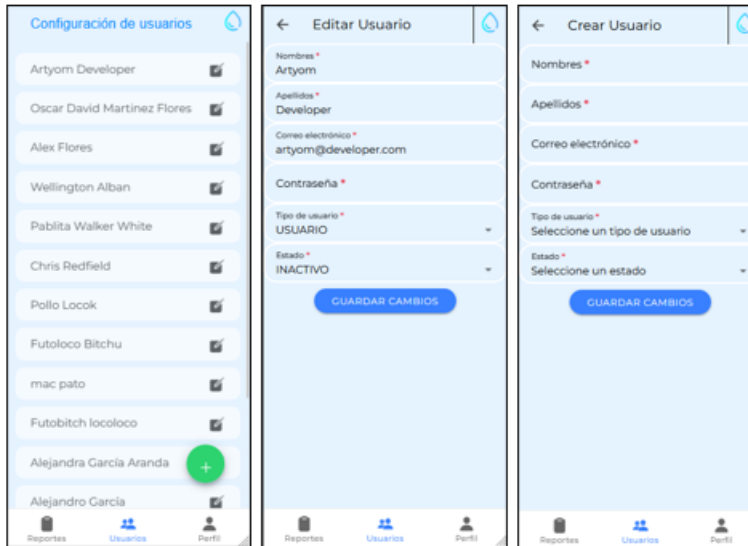 Configuración de usuarios
Artyom Developer
Oscar David Martinez Flores
Alex Flores
Wellington Alban
Pablita Walker White
Chris Redfield
Pollo Locok
Futoloco Bitchu
mac pato
Futobitch locoloco
Alejandra García Aranda
+
Alejandro García
Reportes
Usuarios
Perfil
Editar Usuario
Nombres *
Artyom
Apellidos *
Developer
Correo electrónico *
artyom@developer.com
Contraseña *
Tipo de usuario *
USUARIO
Estado *
INACTIVO
GUARDAR CAMBIOS
Reportes
Usuarios
Perfil
Crear Usuario
Nombres *
Apellidos *
Correo electrónico *
Contraseña *
Tipo de usuario *
Seleccione un tipo de usuario
Estado *
Seleccione un estado
GUARDAR CAMBIOS
Reportes
Usuarios
Perfil